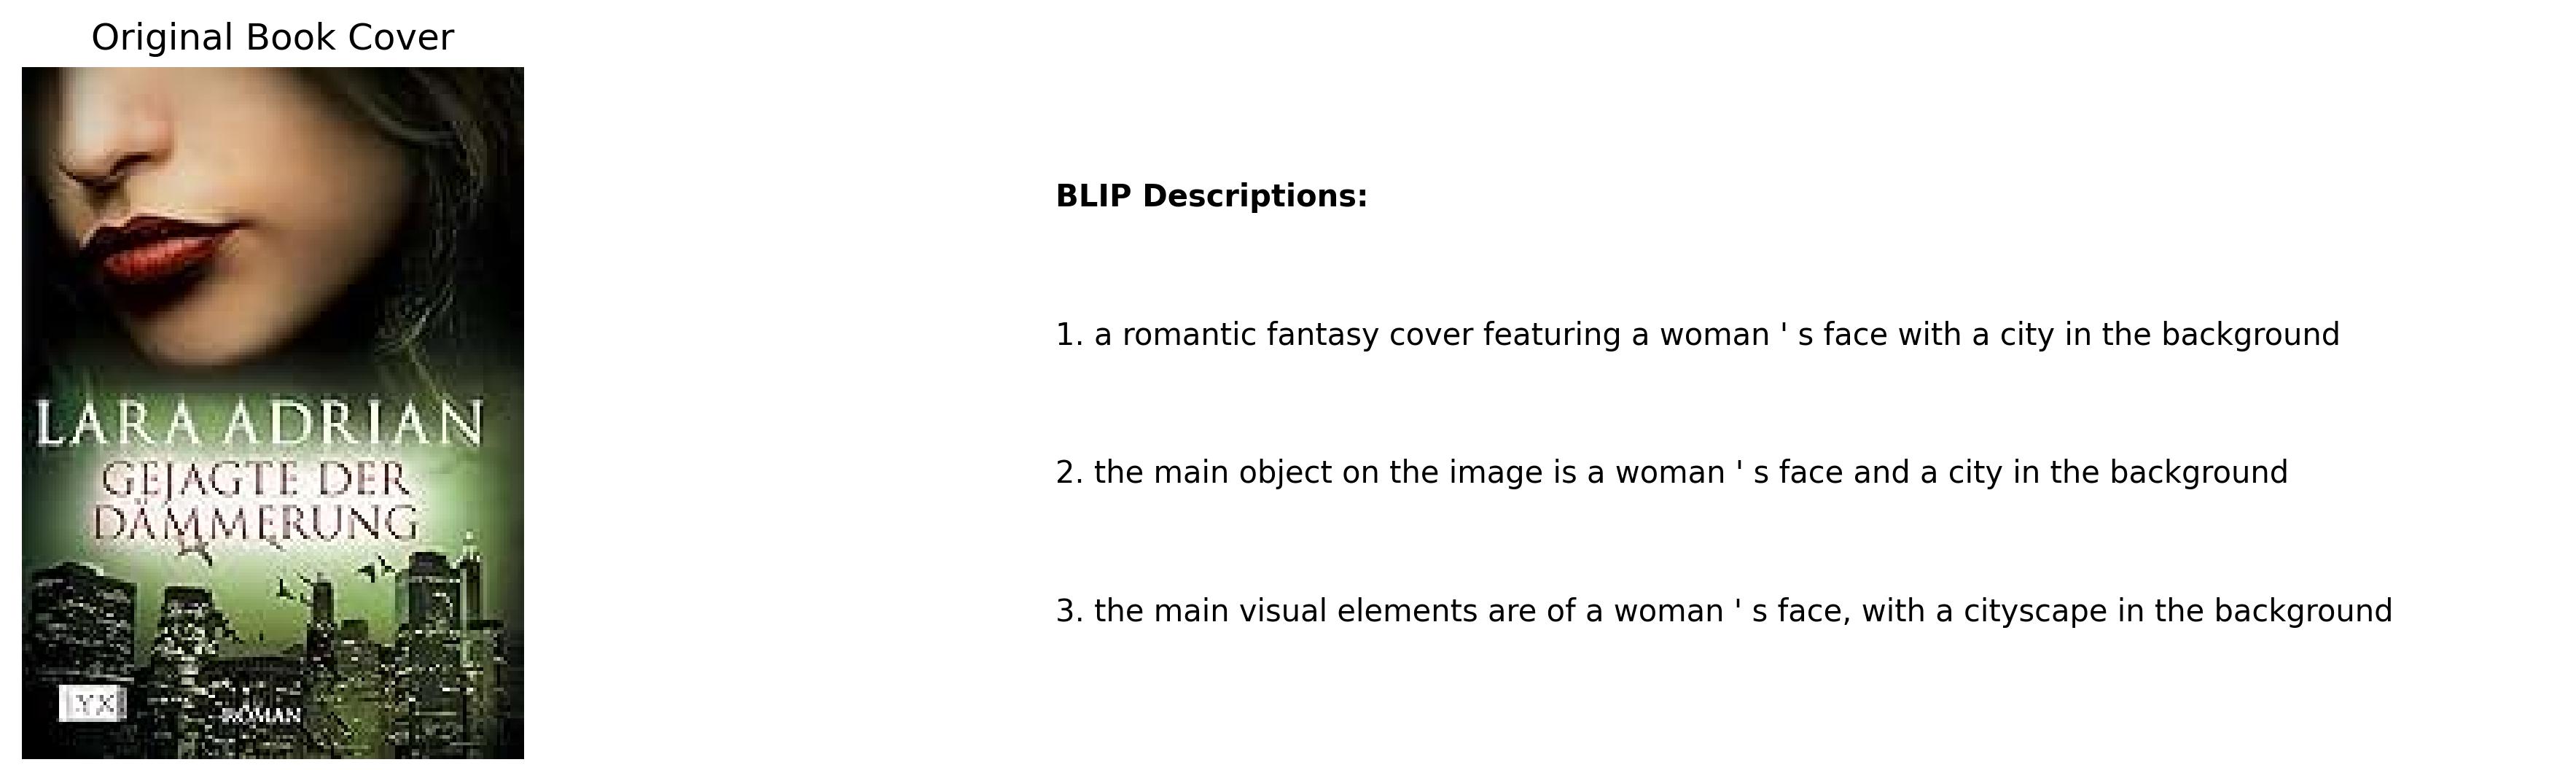 Original Book Cover
LARA ADRIAN
GEJAGTE DER
DÄMMERUNG
LYX
ROMAN
BLIP Descriptions:
1. a romantic fantasy cover featuring a woman ' s face with a city in the background
2. the main object on the image is a woman ' s face and a city in the background
3. the main visual elements are of a woman ' s face, with a cityscape in the background